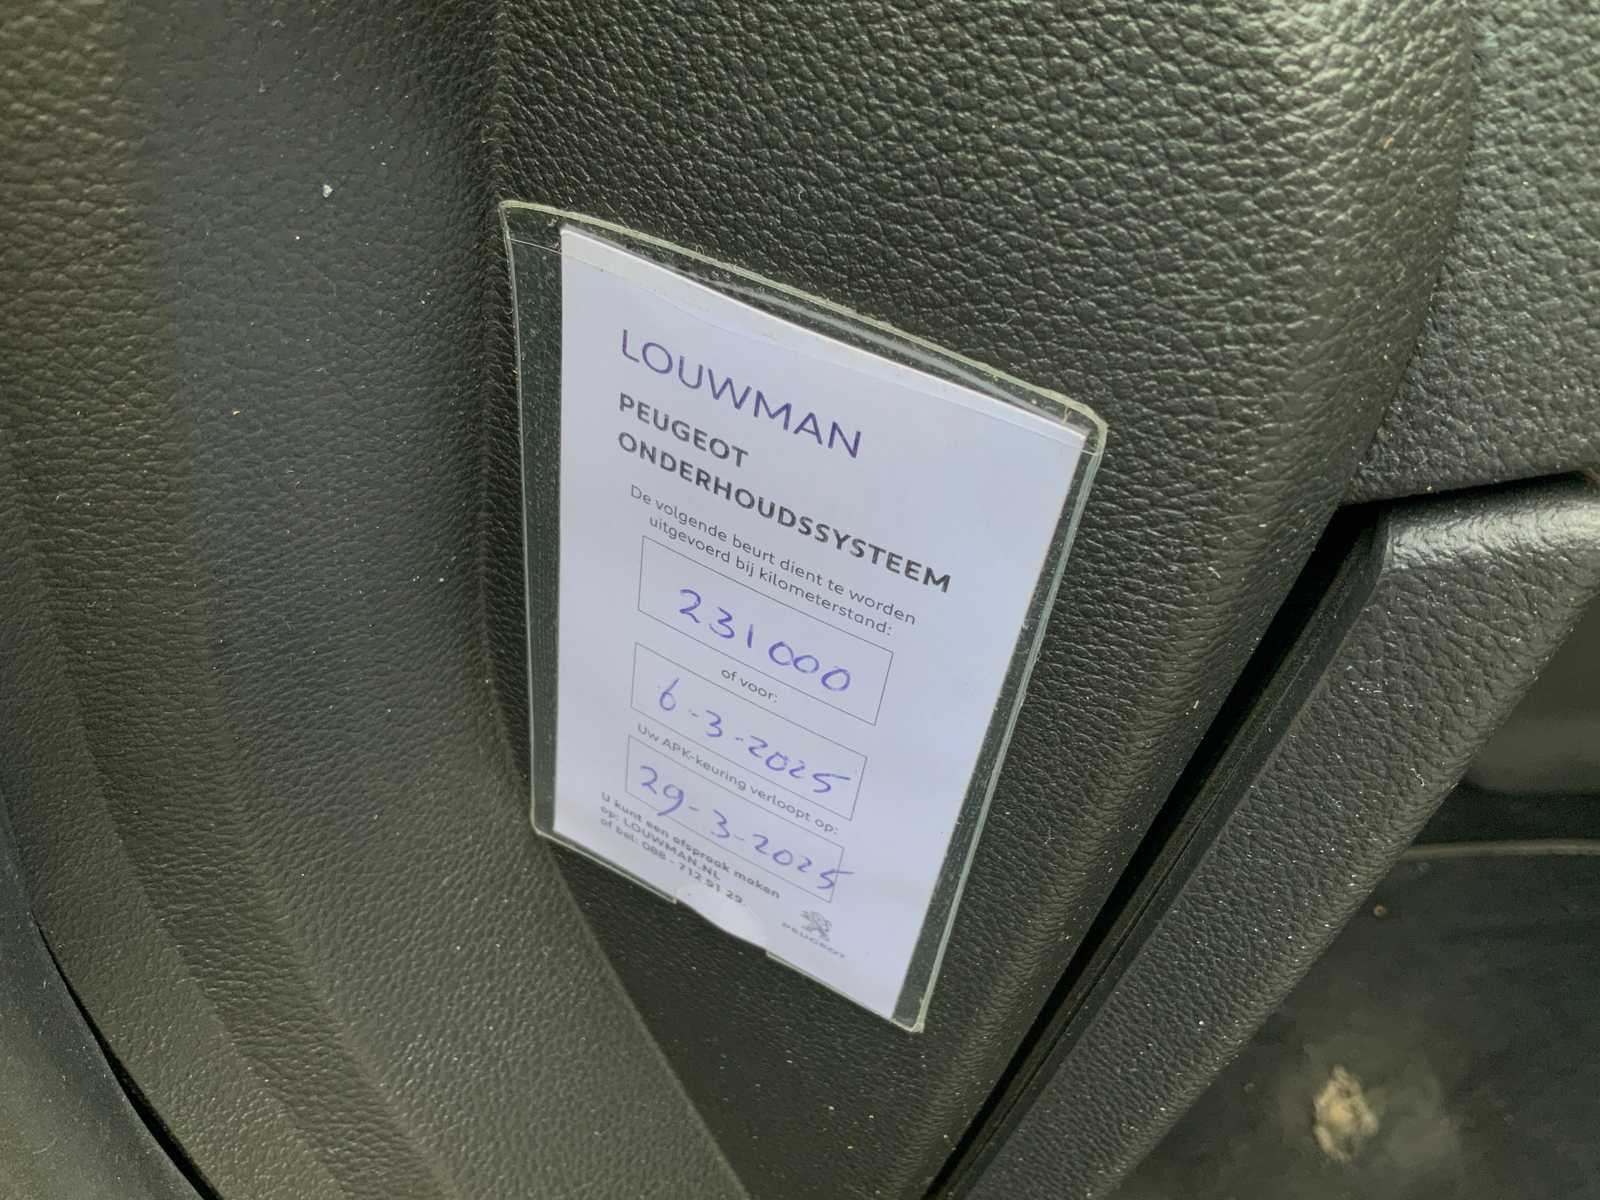 LOUWMAN
PEUGEOT
ONDERHOUDSSYSTEEM
De volgende beurt dient te worden
uitgevoerd bij kilometerstand:
231000
of voor:
6-3-2025
Uw APK-keuring verloopt op:
29-3-2025
U kunt een afspraak maken
op: LOUWMAN.NL
of bel: 088 - 712 91 29.
PEUGEOT